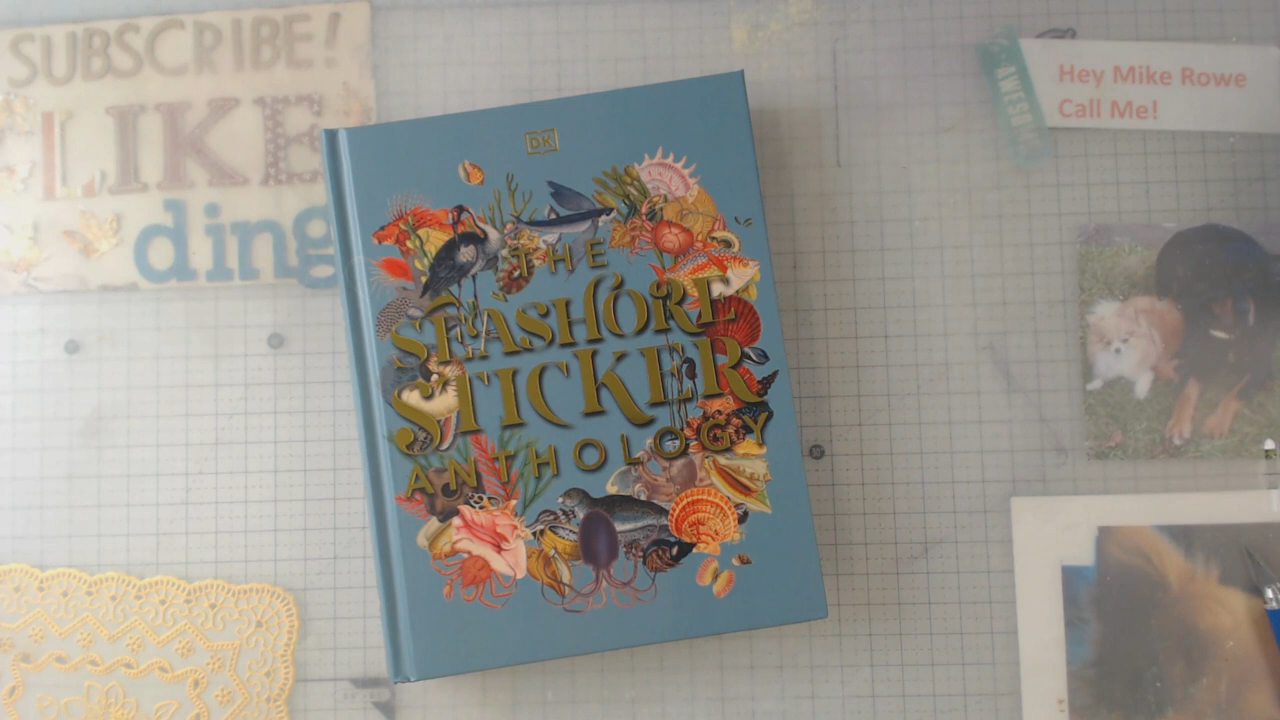 SUBSCRIBE!
LIKE
ding
DK
THE
SEASHORE
STICKER
ANTHOLOGY
Hey Mike Rowe
Call Me!